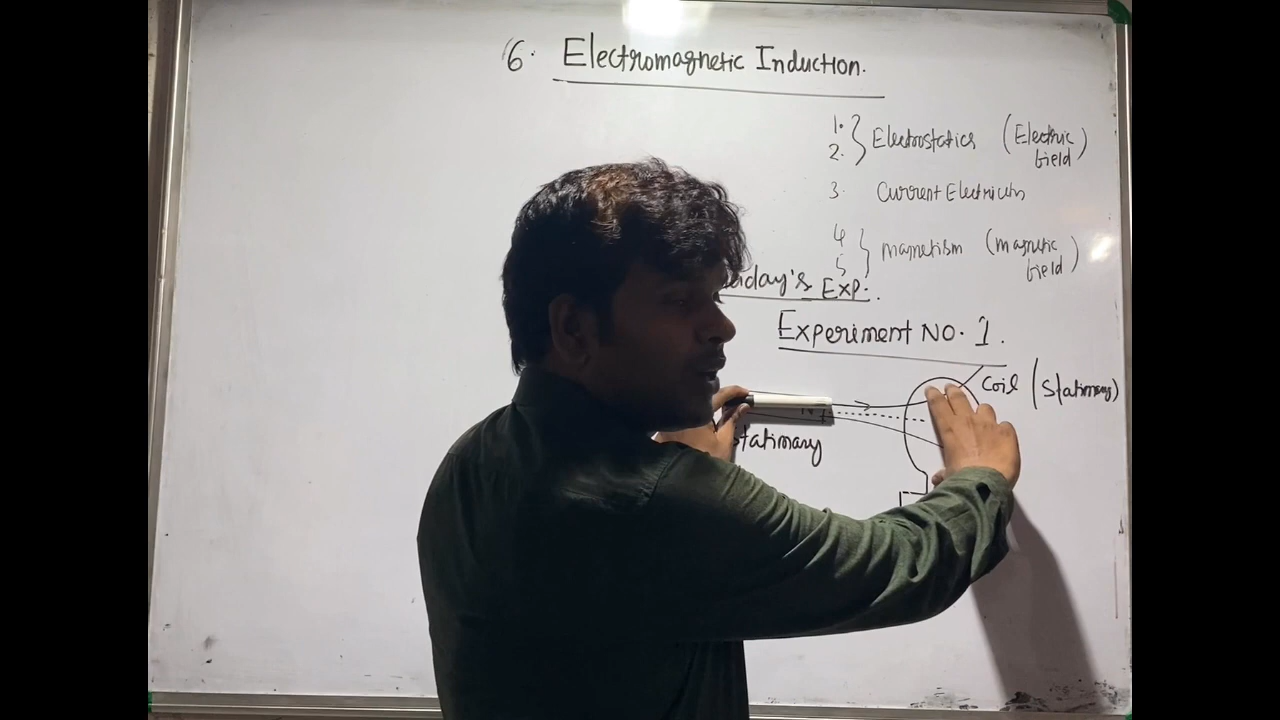 6. Electromagnetic Induction.
1.
2. } Electrostatics (Electric field)
3. Current Electricity
4
5 } Magnetism (Magnetic field)
aday's Exp:.
Experiment No. 1.
Coil (Stationary)
N
Stationary